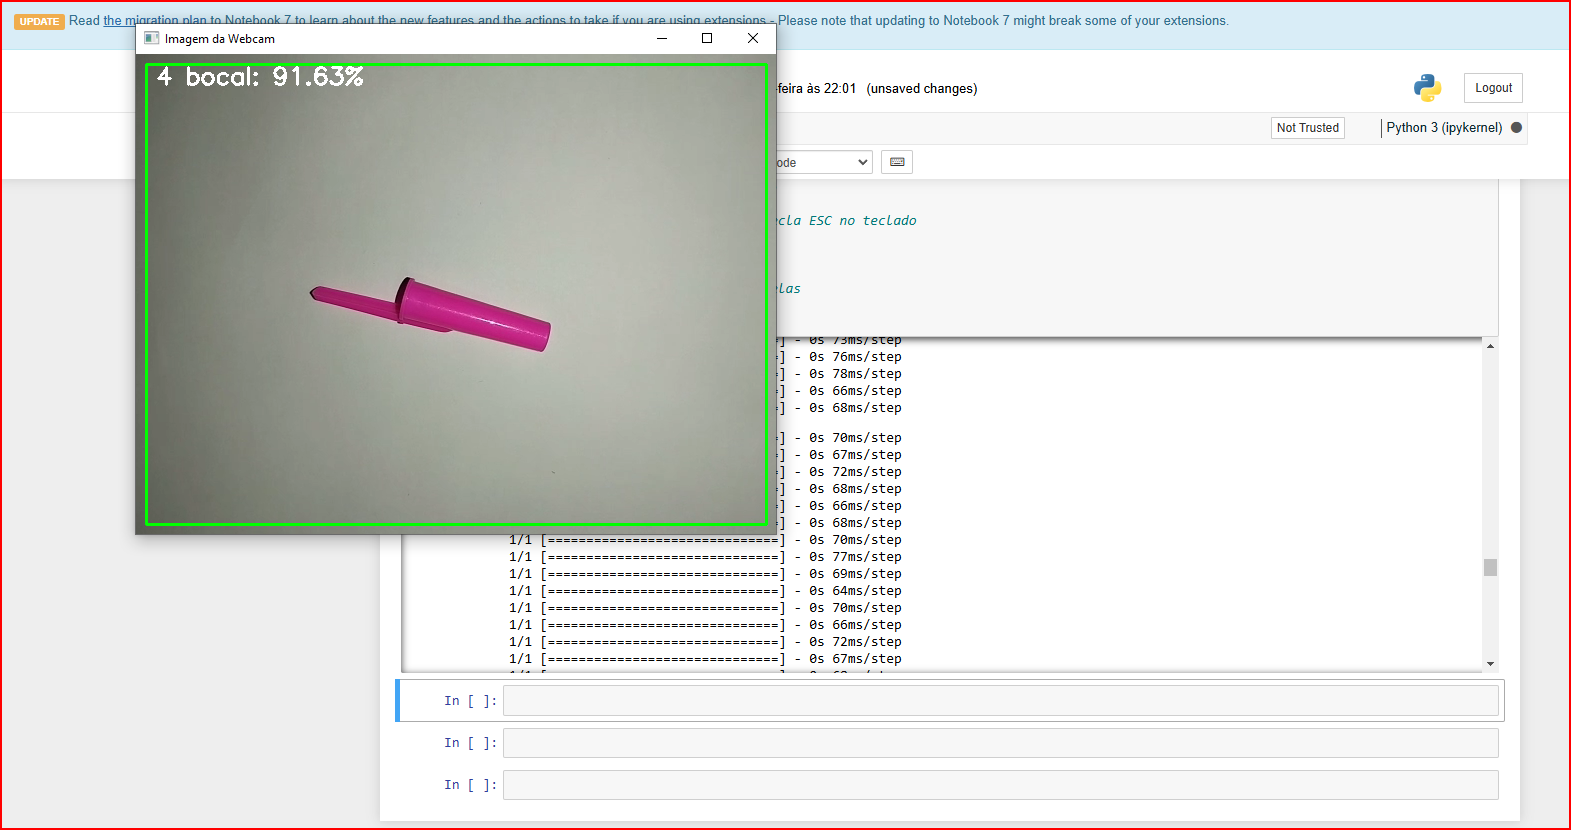 UPDATE Read the migration plan to Notebook 7 to learn about the new features and the actions to take if you are using extensions - Please note that updating to Notebook 7 might break some of your extensions.
Imagem da Webcam
4 bocal: 91.63%
-feira às 22:01 (unsaved changes)
Logout
Not Trusted
Python 3 (ipykernel)
ode
cla ESC no teclado
elas
=] - 0s 73ms/step
=] - 0s 76ms/step
=] - 0s 78ms/step
=] - 0s 66ms/step
=] - 0s 68ms/step
=] - 0s 70ms/step
=] - 0s 67ms/step
=] - 0s 72ms/step
=] - 0s 68ms/step
=] - 0s 66ms/step
=] - 0s 68ms/step
1/1 [==============================] - 0s 70ms/step
1/1 [==============================] - 0s 77ms/step
1/1 [==============================] - 0s 69ms/step
1/1 [==============================] - 0s 64ms/step
1/1 [==============================] - 0s 70ms/step
1/1 [==============================] - 0s 66ms/step
1/1 [==============================] - 0s 72ms/step
1/1 [==============================] - 0s 67ms/step
In [ ]:
In [ ]:
In [ ]: